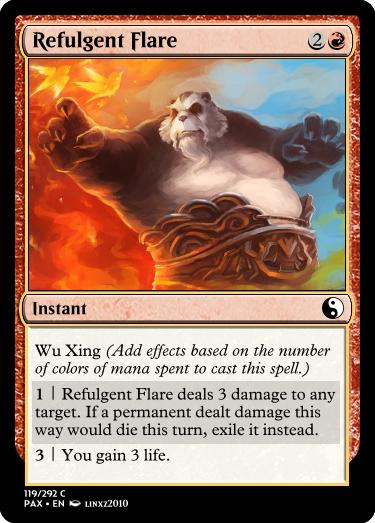 Refulgent Flare 2
Instant
Wu Xing (Add effects based on the number
of colors of mana spent to cast this spell.)
1 | Refulgent Flare deals 3 damage to any
target. If a permanent dealt damage this
way would die this turn, exile it instead.
3 | You gain 3 life.
119/292 C
PAX • EN LINXZ2010